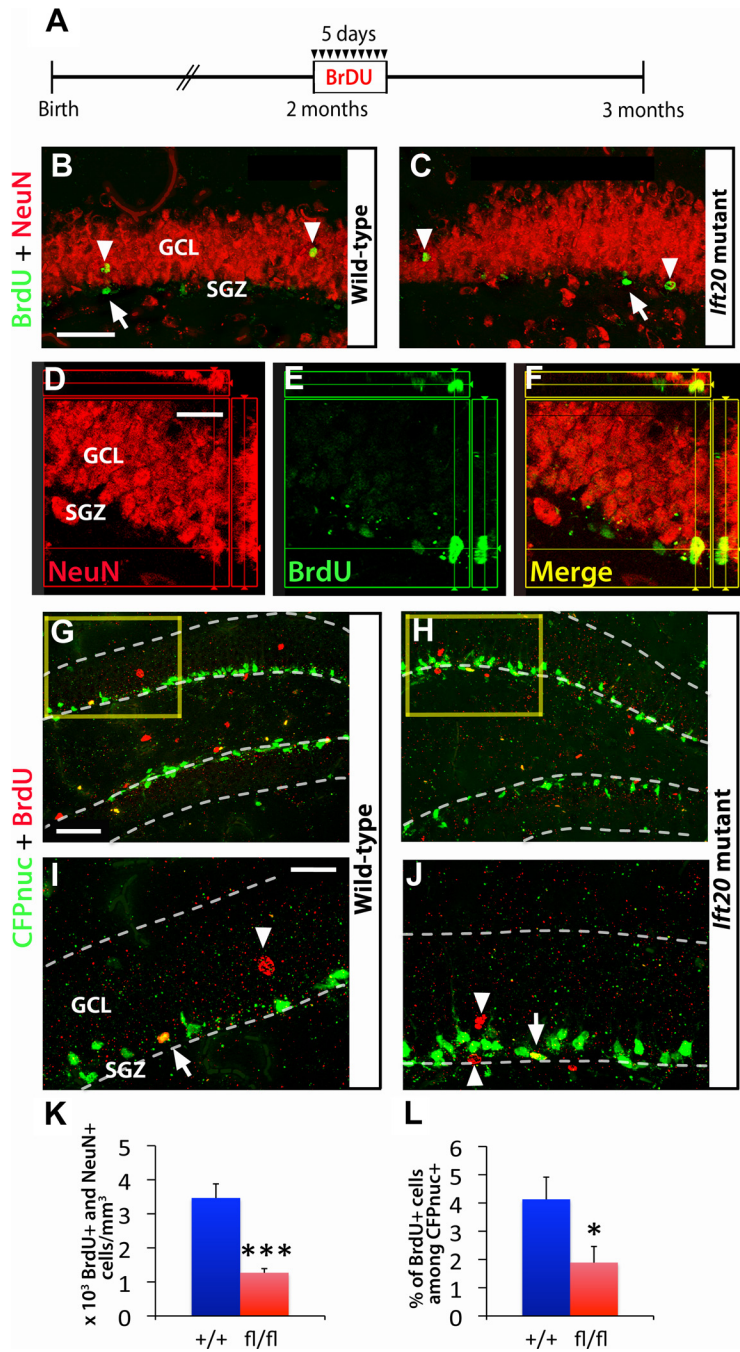 A
5 days
BrDU
Birth
2 months
3 months
BrdU + NeuN
B
GCL
SGZ
Wild-type
C
Ift20 mutant
D
GCL
SGZ
NeuN
E
BrdU
F
Merge
CFPnuc + BrdU
G
H
I
GCL
SGZ
Wild-type
J
Ift20 mutant
K
x 10³ BrdU+ and NeuN+
cells/mm³
5
4
3
2
1
0
***
+/+ fl/fl
L
% of BrdU+ cells
among CFPnuc+
6
5
4
3
2
1
0
*
+/+ fl/fl